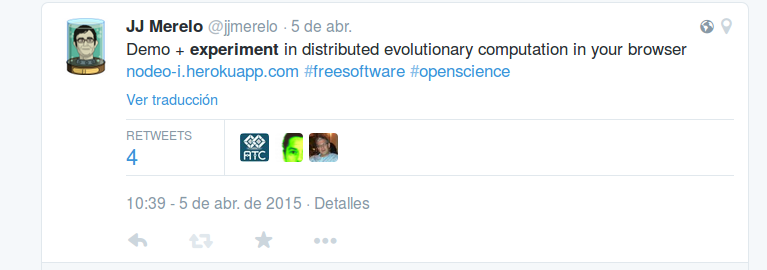 JJ Merelo @jjmerelo · 5 de abr.
Demo + experiment in distributed evolutionary computation in your browser
nodeo-i.herokuapp.com #freesoftware #openscience
Ver traducción
RETWEETS
4
ATC
10:39 - 5 de abr. de 2015 · Detalles